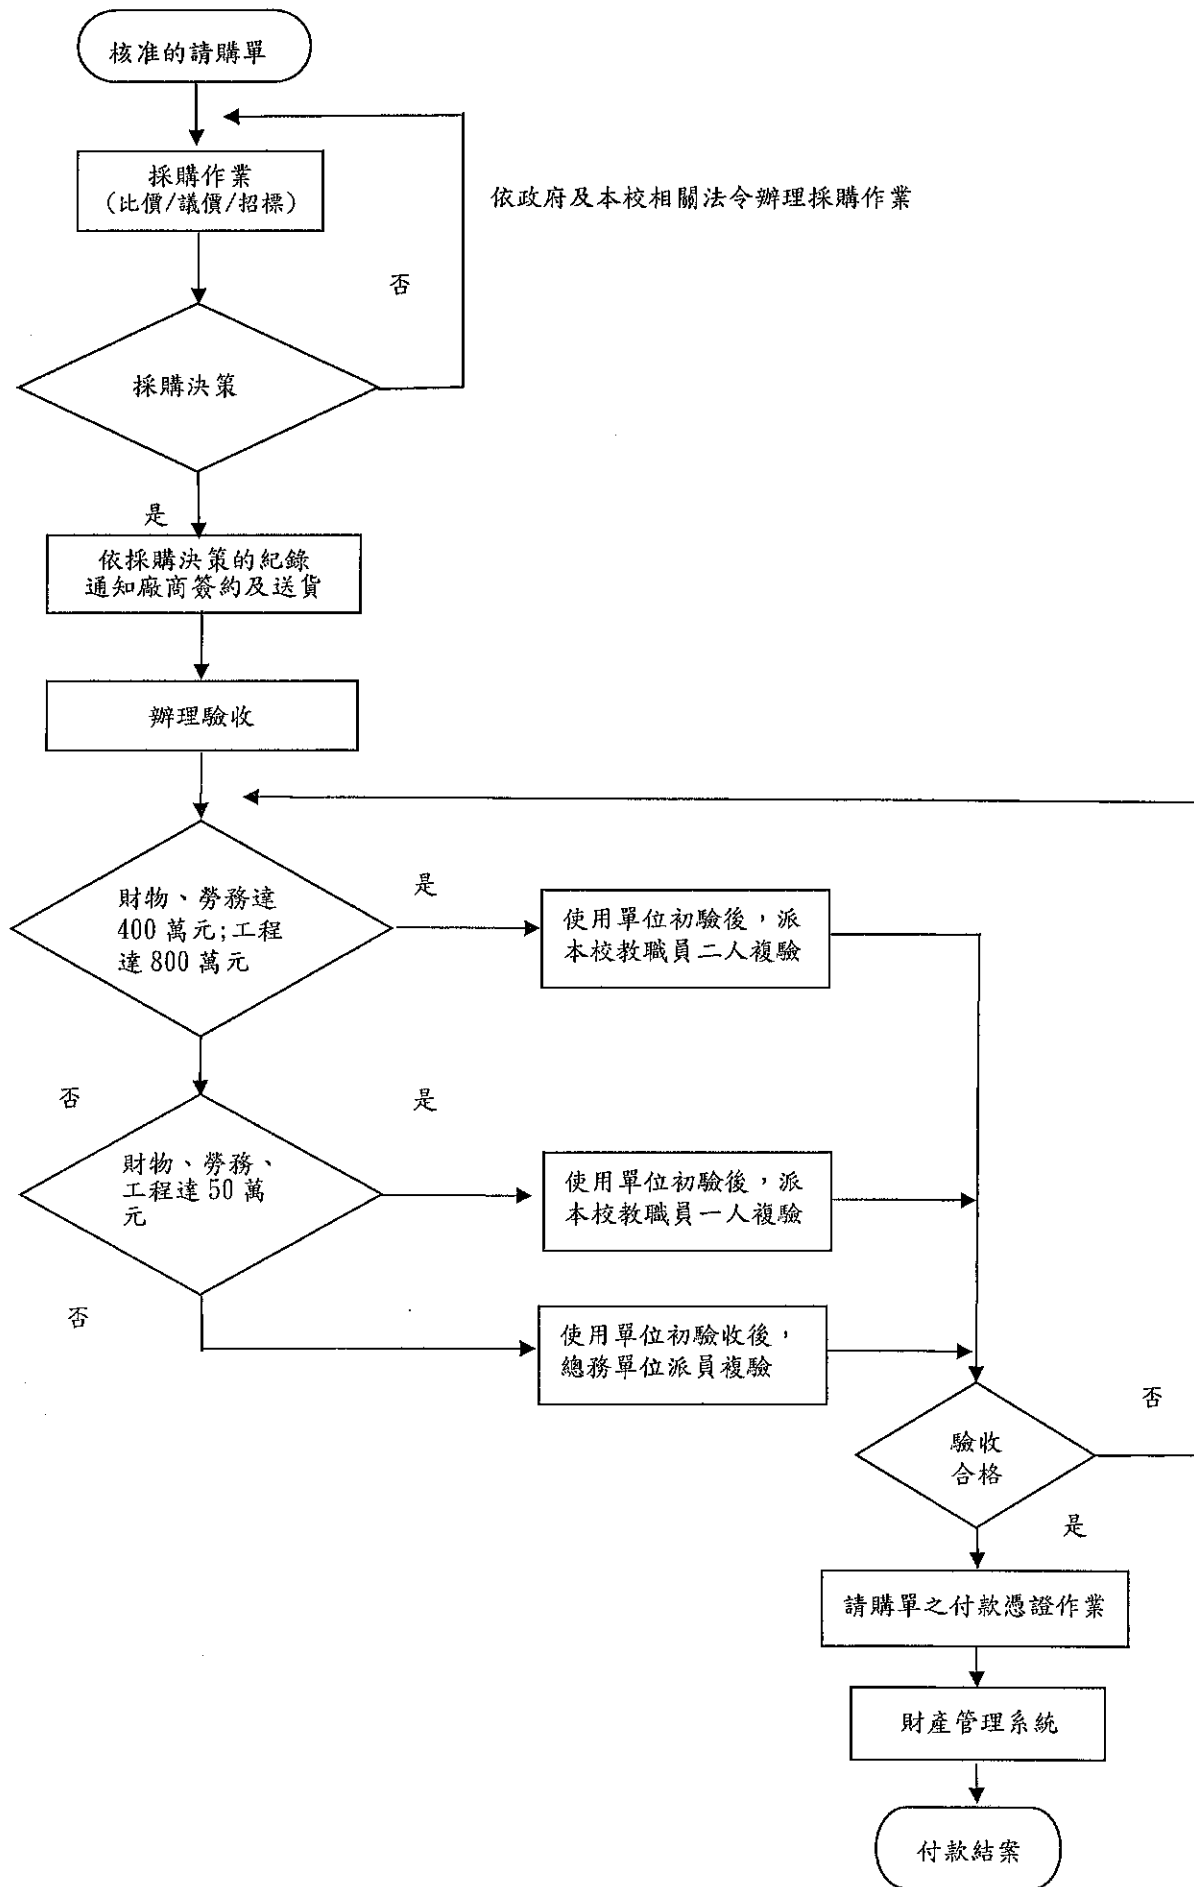 核准的請購單
採購作業
(比價/議價/招標)
依政府及本校相關法令辦理採購作業
否
採購決策
是
依採購決策的紀錄
通知廠商簽約及送貨
辦理驗收
財物、勞務達
400 萬元;工程
達 800 萬元
是
使用單位初驗後，派
本校教職員二人複驗
否
是
財物、勞務、
工程達 50 萬
元
使用單位初驗後，派
本校教職員一人複驗
否
使用單位初驗收後，
總務單位派員複驗
驗收
合格
否
是
請購單之付款憑證作業
財產管理系統
付款結案